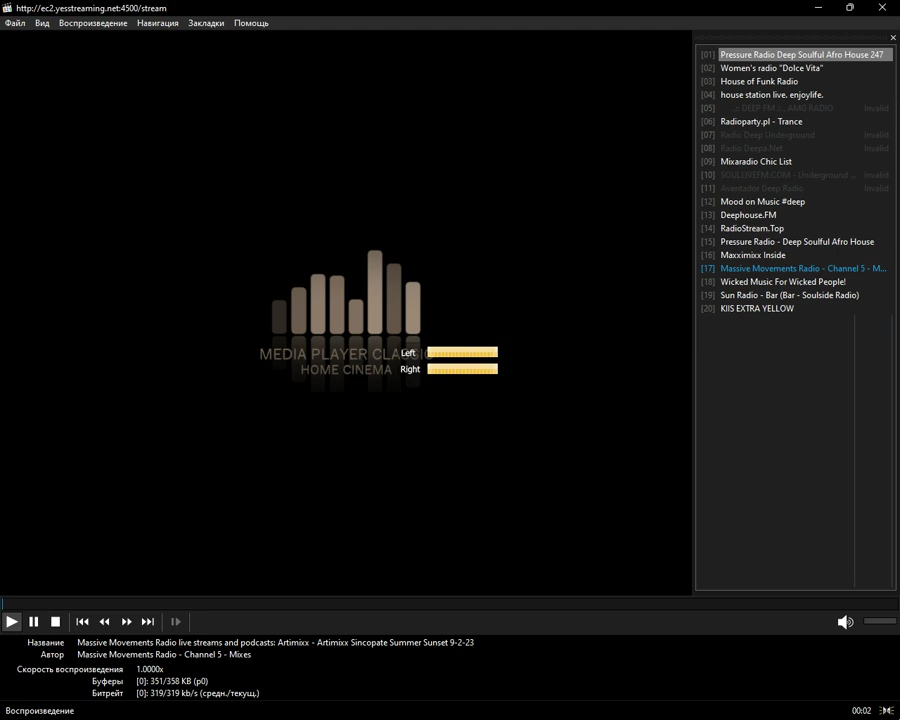 http://ec2.yesstreaming.net:4500/stream
Файл Вид Воспроизведение Навигация Закладки Помощь
[01] Pressure Radio Deep Soulful Afro House 247
[02] Women's radio "Dolce Vita"
[03] House of Funk Radio
[04] house station live. enjoylife.
[05] ..:: DEEP FM ::.. AMG RADIO Invalid
[06] Radioparty.pl - Trance
[07] Radio Deep Underground Invalid
[08] Radio Deepa.Net Invalid
[09] Mixaradio Chic List
[10] SOULLIVEFM.COM - Underground ... Invalid
[11] Aventador Deep Radio Invalid
[12] Mood on Music #deep
[13] Deephouse.FM
[14] RadioStream.Top
[15] Pressure Radio - Deep Soulful Afro House
[16] Maxximixx Inside
[17] Massive Movements Radio - Channel 5 - M...
[18] Wicked Music For Wicked People!
[19] Sun Radio - Bar (Bar - Soulside Radio)
[20] KIIS EXTRA YELLOW
MEDIA PLAYER CLASSIC
HOME CINEMA
Left
Right
Название Massive Movements Radio live streams and podcasts: Artimixx - Artimixx Sincopate Summer Sunset 9-2-23
Автор Massive Movements Radio - Channel 5 - Mixes
Скорость воспроизведения 1.0000x
Буферы [0]: 351/358 KB (p0)
Битрейт [0]: 319/319 kb/s (средн./текущ.)
Воспроизведение 00:02